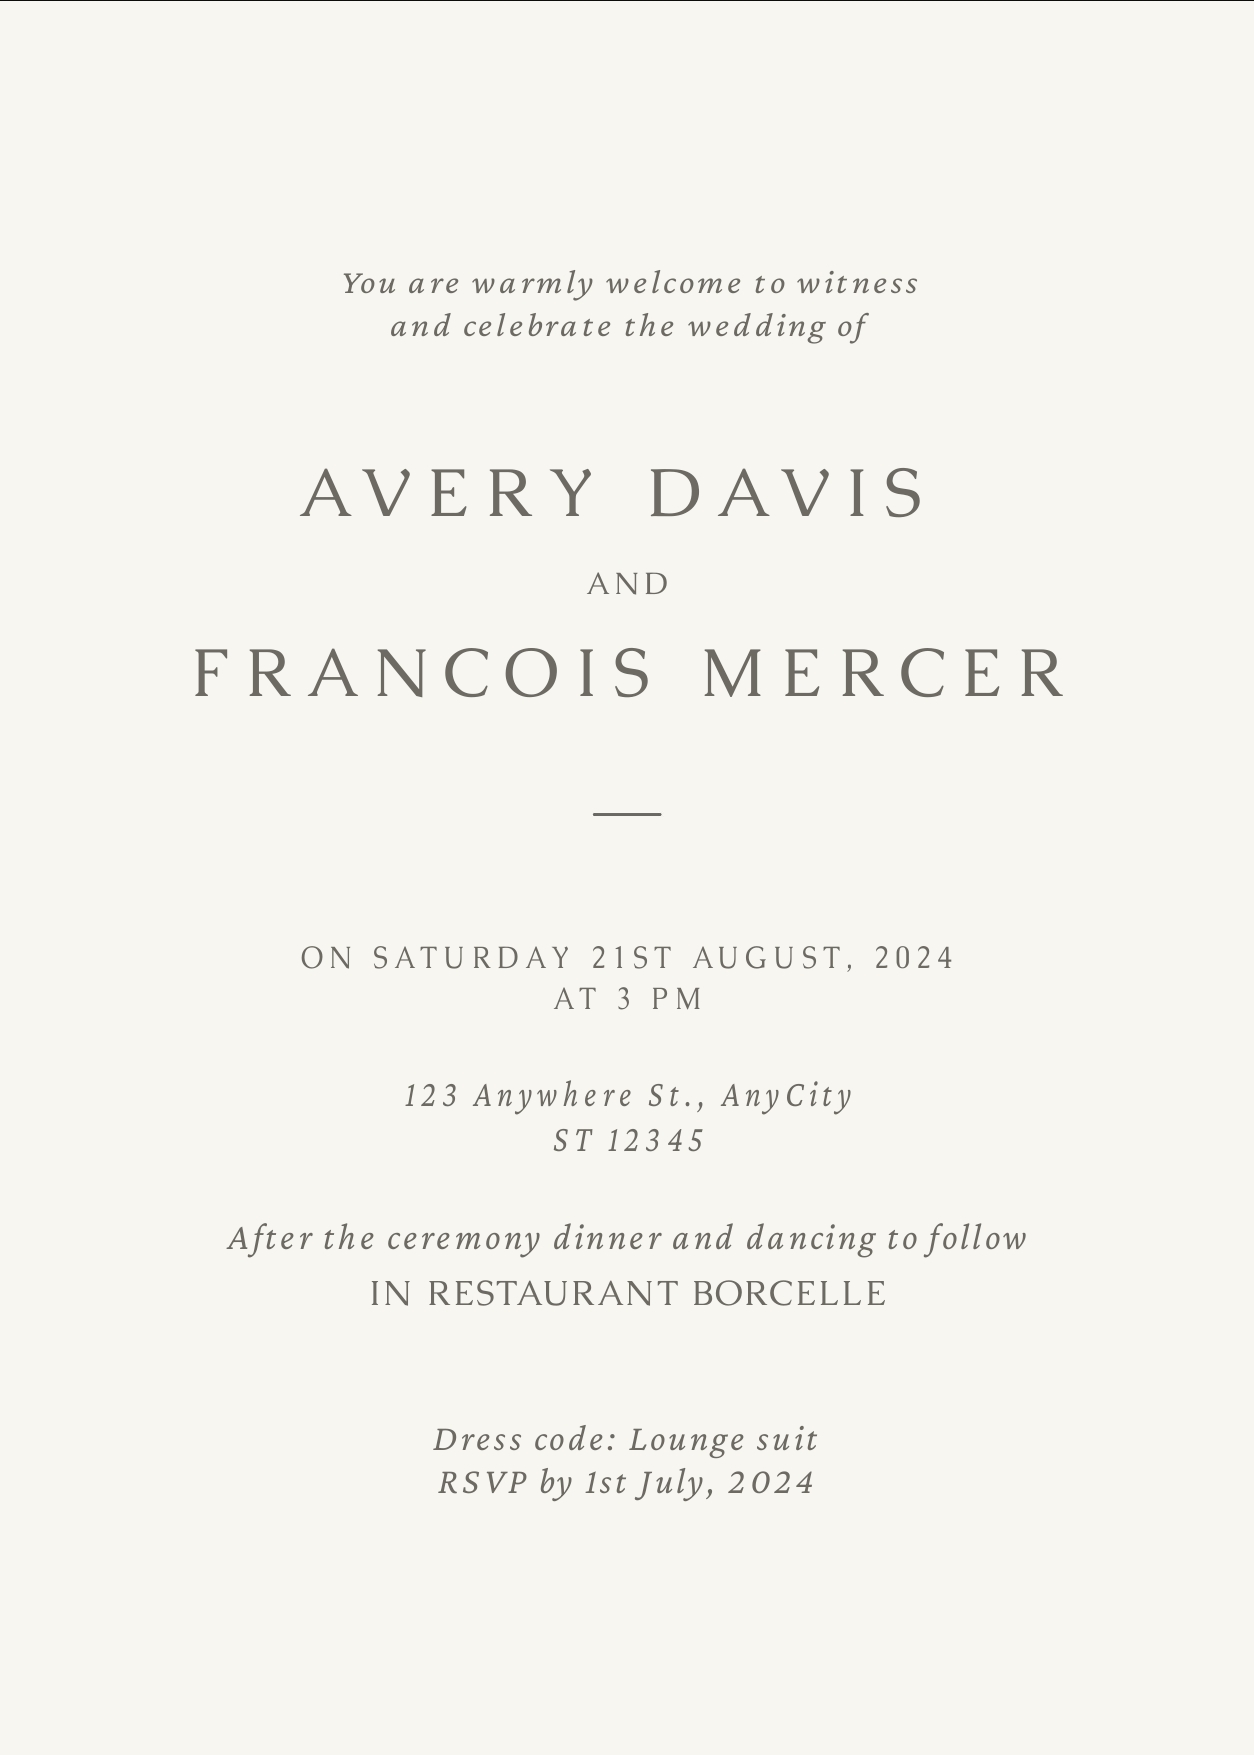 You are warmly welcome to witness
and celebrate the wedding of
AVERY DAVIS
AND
FRANCOIS MERCER
ON SATURDAY 21ST AUGUST, 2024
AT 3 PM
123 Anywhere St., AnyCity
ST 12345
After the ceremony dinner and dancing to follow
IN RESTAURANT BORCELLE
Dress code: Lounge suit
RSVP by 1st July, 2024